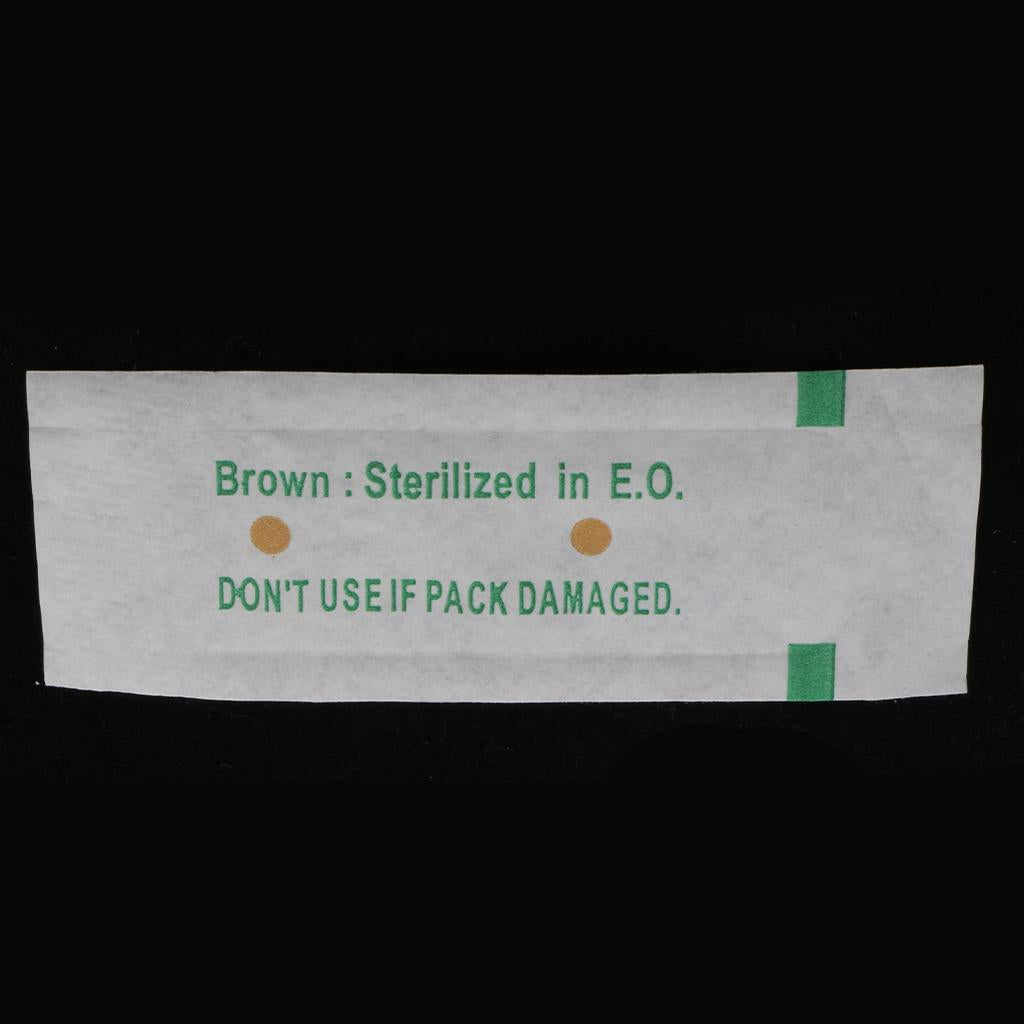 Brown : Sterilized in E.O.
DON'T USE IF PACK DAMAGED.